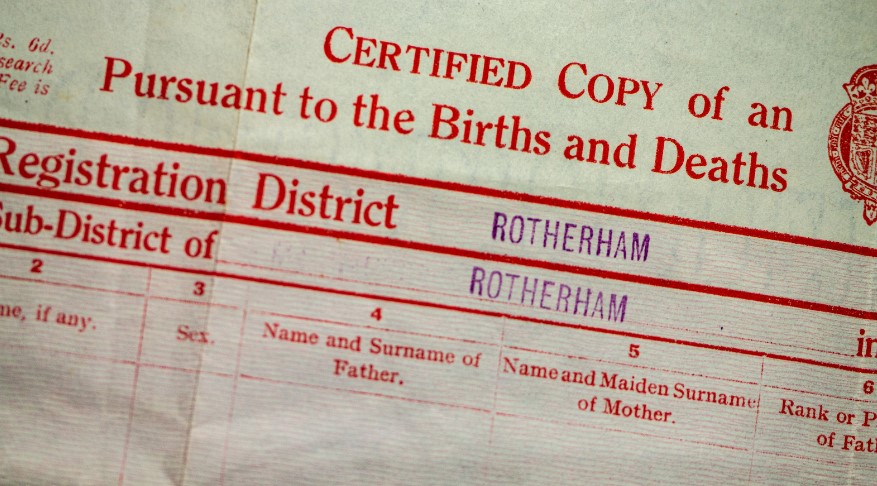 6d.
search
Fee is
CERTIFIED COPY of an
Pursuant to the Births and Deaths
Registration District ROTHERHAM
Sub-District of ROTHERHAM in
2 3 4 5 6
if any. Sex. Name and Surname of Father. Name and Maiden Surname of Mother. Rank or
of